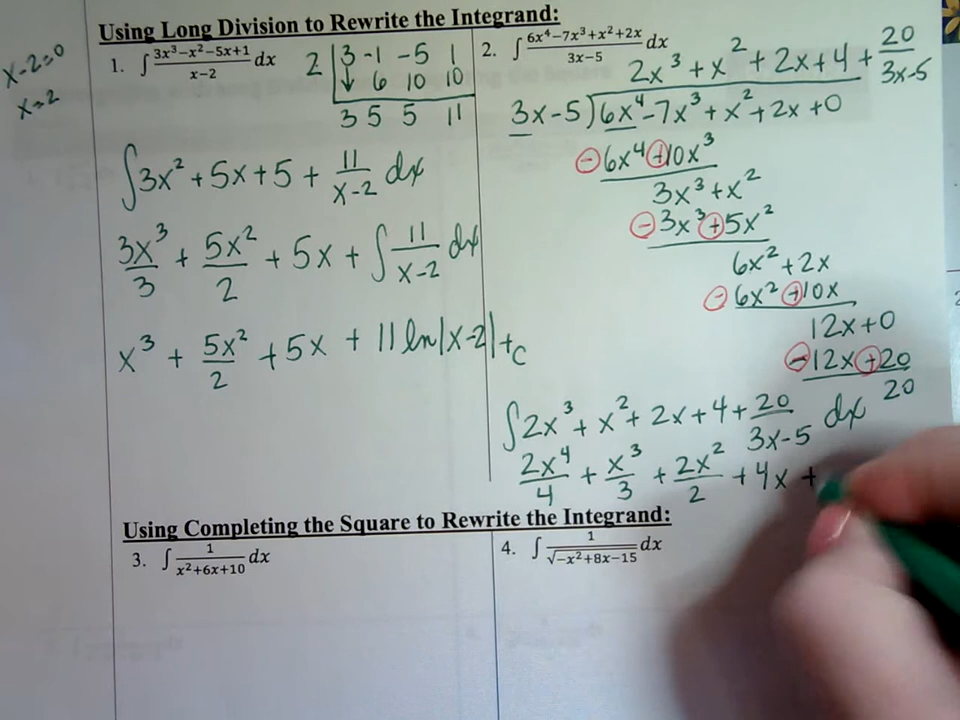 Using Long Division to Rewrite the Integrand:
x-2=0
x=2
1. ∫ (3x³−x²−5x+1)/(x−2) dx
2 | 3 -1 -5 1
↓ 6 10 10
3 5 5 11
∫3x² + 5x + 5 + 11/(x-2) dx
3x³/3 + 5x²/2 + 5x + ∫ 11/(x-2) dx
x³ + 5x²/2 + 5x + 11 ln|x-2| + c
2. ∫ (6x⁴−7x³+x²+2x)/(3x−5) dx
2x³ + x² + 2x + 4 + 20/(3x-5)
3x-5 ) 6x⁴ - 7x³ + x² + 2x + 0
- 6x⁴ + 10x³
3x³ + x²
- 3x³ + 5x²
6x² + 2x
- 6x² + 10x
12x + 0
- 12x + 20
20
∫2x³ + x² + 2x + 4 + 20/(3x-5) dx
2x⁴/4 + x³/3 + 2x²/2 + 4x +
Using Completing the Square to Rewrite the Integrand:
3. ∫ 1/(x²+6x+10) dx
4. ∫ 1/√(−x²+8x−15) dx